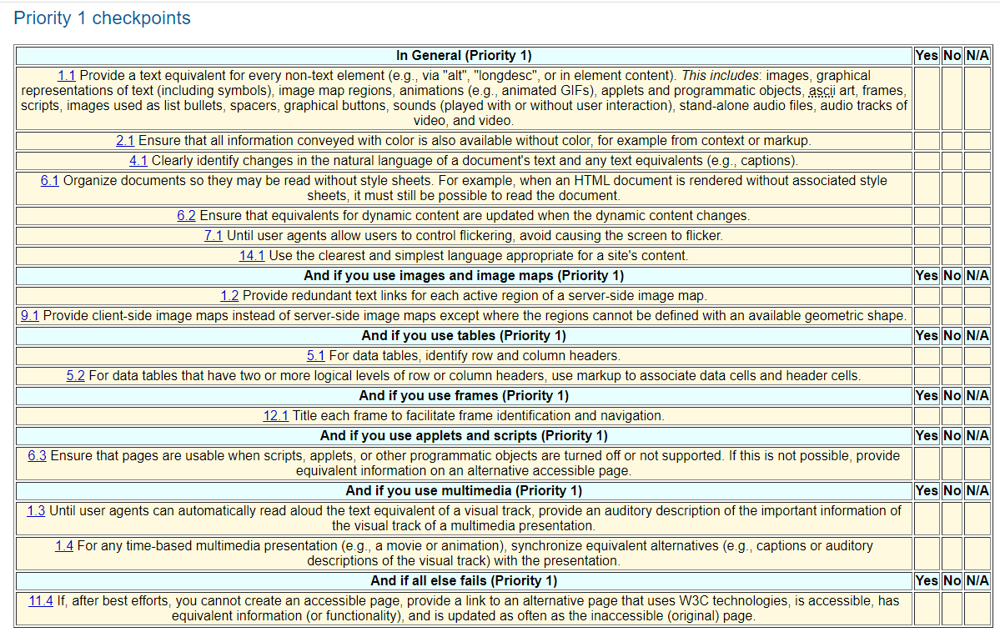 Priority 1 checkpoints
In General (Priority 1) Yes No N/A
1.1 Provide a text equivalent for every non-text element (e.g., via "alt", "longdesc", or in element content). This includes: images, graphical
representations of text (including symbols), image map regions, animations (e.g., animated GIFs), applets and programmatic objects, ascii art, frames,
scripts, images used as list bullets, spacers, graphical buttons, sounds (played with or without user interaction), stand-alone audio files, audio tracks of
video, and video.
2.1 Ensure that all information conveyed with color is also available without color, for example from context or markup.
4.1 Clearly identify changes in the natural language of a document's text and any text equivalents (e.g., captions).
6.1 Organize documents so they may be read without style sheets. For example, when an HTML document is rendered without associated style
sheets, it must still be possible to read the document.
6.2 Ensure that equivalents for dynamic content are updated when the dynamic content changes.
7.1 Until user agents allow users to control flickering, avoid causing the screen to flicker.
14.1 Use the clearest and simplest language appropriate for a site's content.
And if you use images and image maps (Priority 1) Yes No N/A
1.2 Provide redundant text links for each active region of a server-side image map.
9.1 Provide client-side image maps instead of server-side image maps except where the regions cannot be defined with an available geometric shape.
And if you use tables (Priority 1) Yes No N/A
5.1 For data tables, identify row and column headers.
5.2 For data tables that have two or more logical levels of row or column headers, use markup to associate data cells and header cells.
And if you use frames (Priority 1) Yes No N/A
12.1 Title each frame to facilitate frame identification and navigation.
And if you use applets and scripts (Priority 1) Yes No N/A
6.3 Ensure that pages are usable when scripts, applets, or other programmatic objects are turned off or not supported. If this is not possible, provide
equivalent information on an alternative accessible page.
And if you use multimedia (Priority 1) Yes No N/A
1.3 Until user agents can automatically read aloud the text equivalent of a visual track, provide an auditory description of the important information of
the visual track of a multimedia presentation.
1.4 For any time-based multimedia presentation (e.g., a movie or animation), synchronize equivalent alternatives (e.g., captions or auditory
descriptions of the visual track) with the presentation.
And if all else fails (Priority 1) Yes No N/A
11.4 If, after best efforts, you cannot create an accessible page, provide a link to an alternative page that uses W3C technologies, is accessible, has
equivalent information (or functionality), and is updated as often as the inaccessible (original) page.